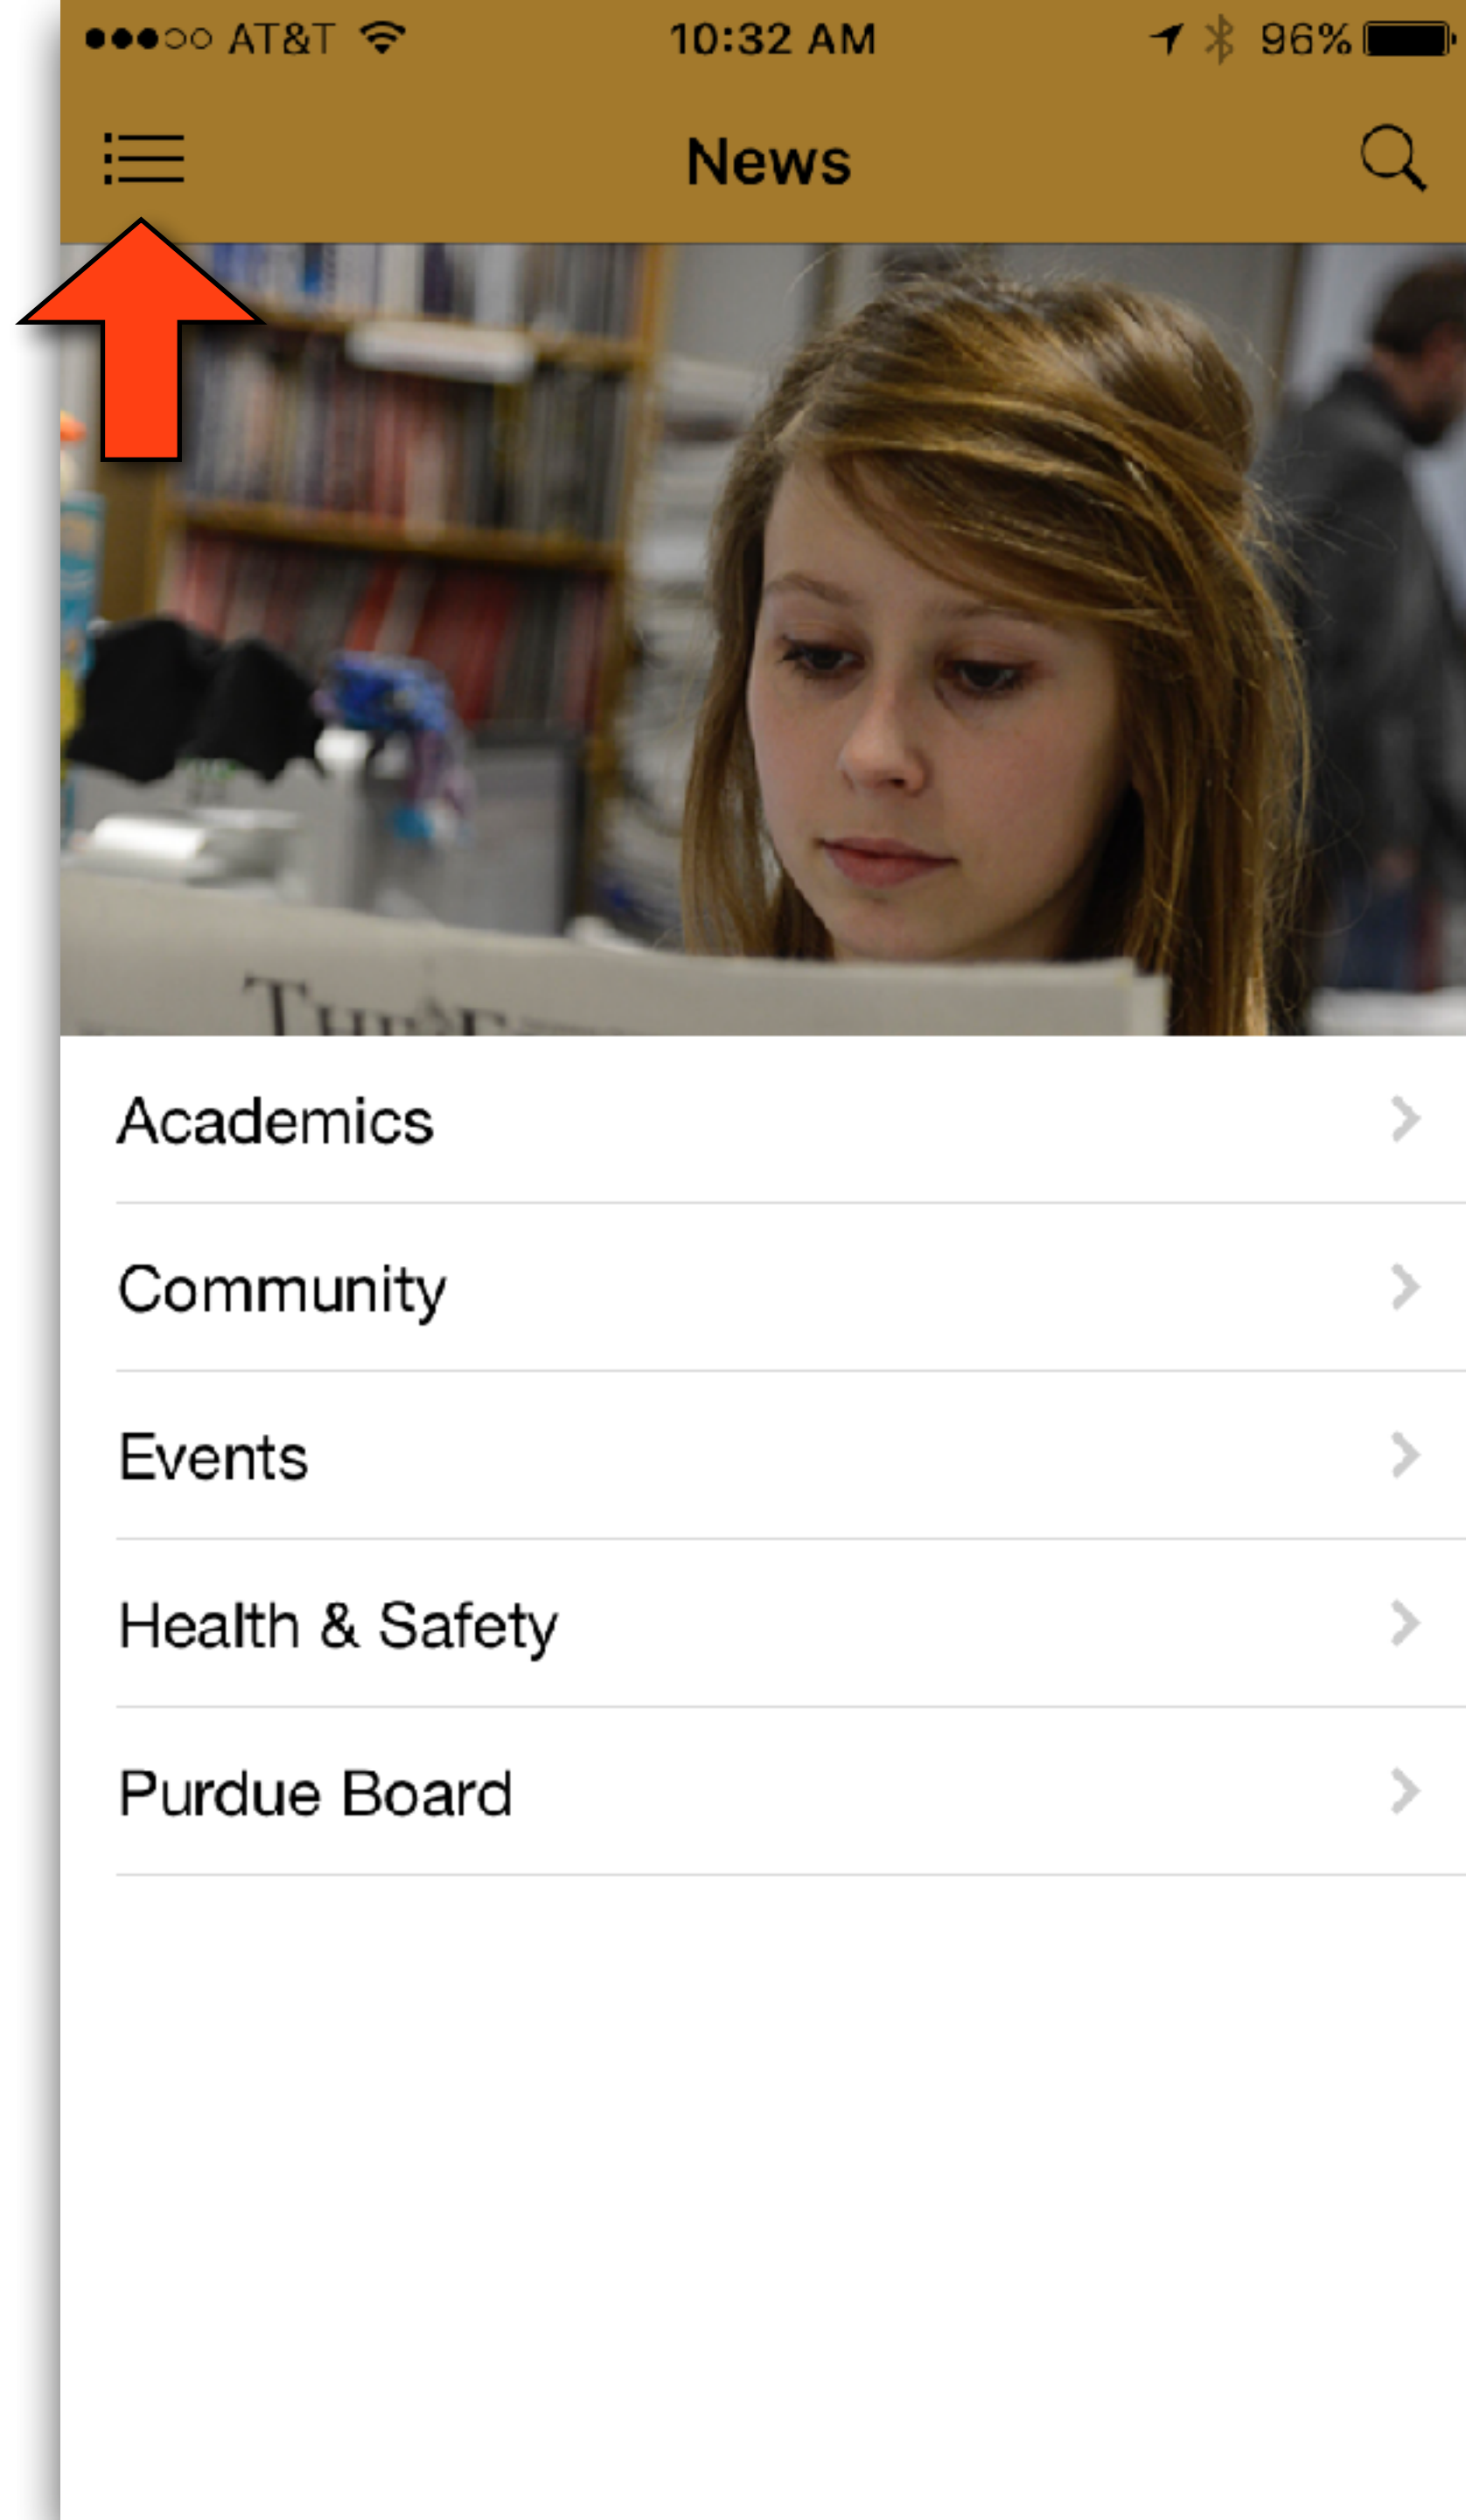 AT&T 10:32 AM 96%
News
Academics
Community
Events
Health & Safety
Purdue Board